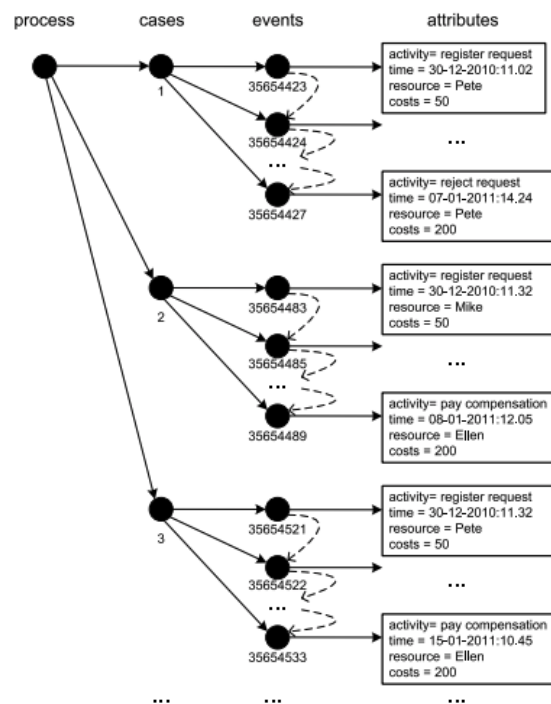 process cases events attributes
activity= register request
time = 30-12-2010:11.02
resource = Pete
costs = 50
35654423
1
35654424
...
...
activity= reject request
time = 07-01-2011:14.24
resource = Pete
costs = 200
35654427
activity= register request
time = 30-12-2010:11.32
resource = Mike
costs = 50
35654483
2
35654485
...
...
activity= pay compensation
time = 08-01-2011:12.05
resource = Ellen
costs = 200
35654489
activity= register request
time = 30-12-2010:11.32
resource = Pete
costs = 50
35654521
3
35654522
...
...
activity= pay compensation
time = 15-01-2011:10.45
resource = Ellen
costs = 200
35654533
... ... ...